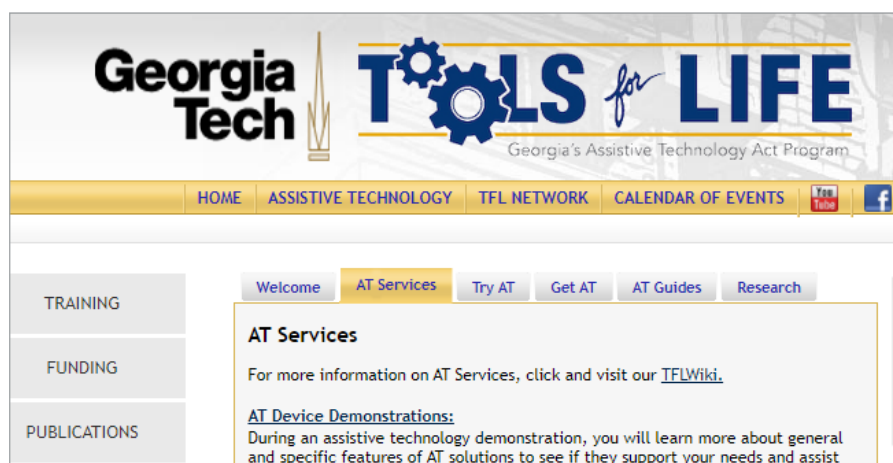 Georgia
Tech
TOOLS for LIFE
Georgia's Assistive Technology Act Program
HOME ASSISTIVE TECHNOLOGY TFL NETWORK CALENDAR OF EVENTS You Tube f
Welcome AT Services Try AT Get AT AT Guides Research
TRAINING
FUNDING
PUBLICATIONS
AT Services
For more information on AT Services, click and visit our TFLWiki.
AT Device Demonstrations:
During an assistive technology demonstration, you will learn more about general
and specific features of AT solutions to see if they support your needs and assist